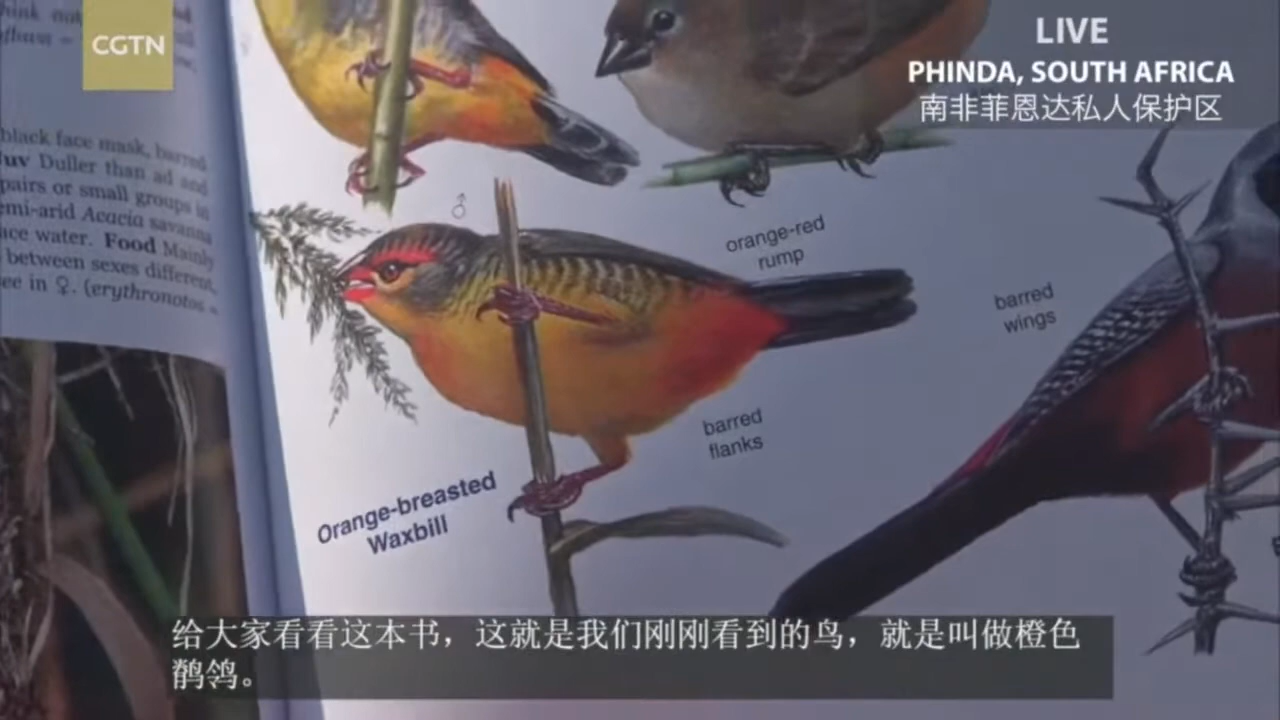 CGTN
LIVE
PHINDA, SOUTH AFRICA
南非菲恩达私人保护区
black face mask, barred
Juv Duller than ad and
pairs or small groups in
semi-arid Acacia savanna
water. Food Mainly
between sexes different,
in ♀. (erythronotos =
♂
orange-red
rump
barred
wings
barred
flanks
Orange-breasted
Waxbill
给大家看看这本书，这就是我们刚刚看到的鸟，就是叫做橙色
鹡鸰。